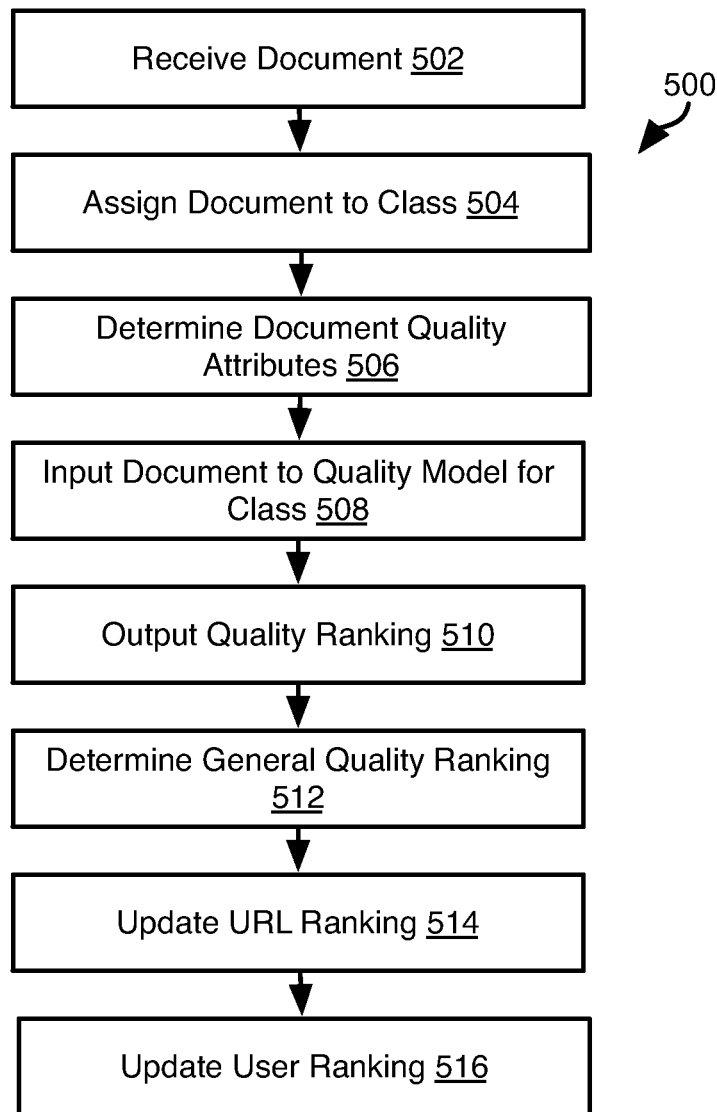 Receive Document 502
500
Assign Document to Class 504
Determine Document Quality
Attributes 506
Input Document to Quality Model for
Class 508
Output Quality Ranking 510
Determine General Quality Ranking
512
Update URL Ranking 514
Update User Ranking 516